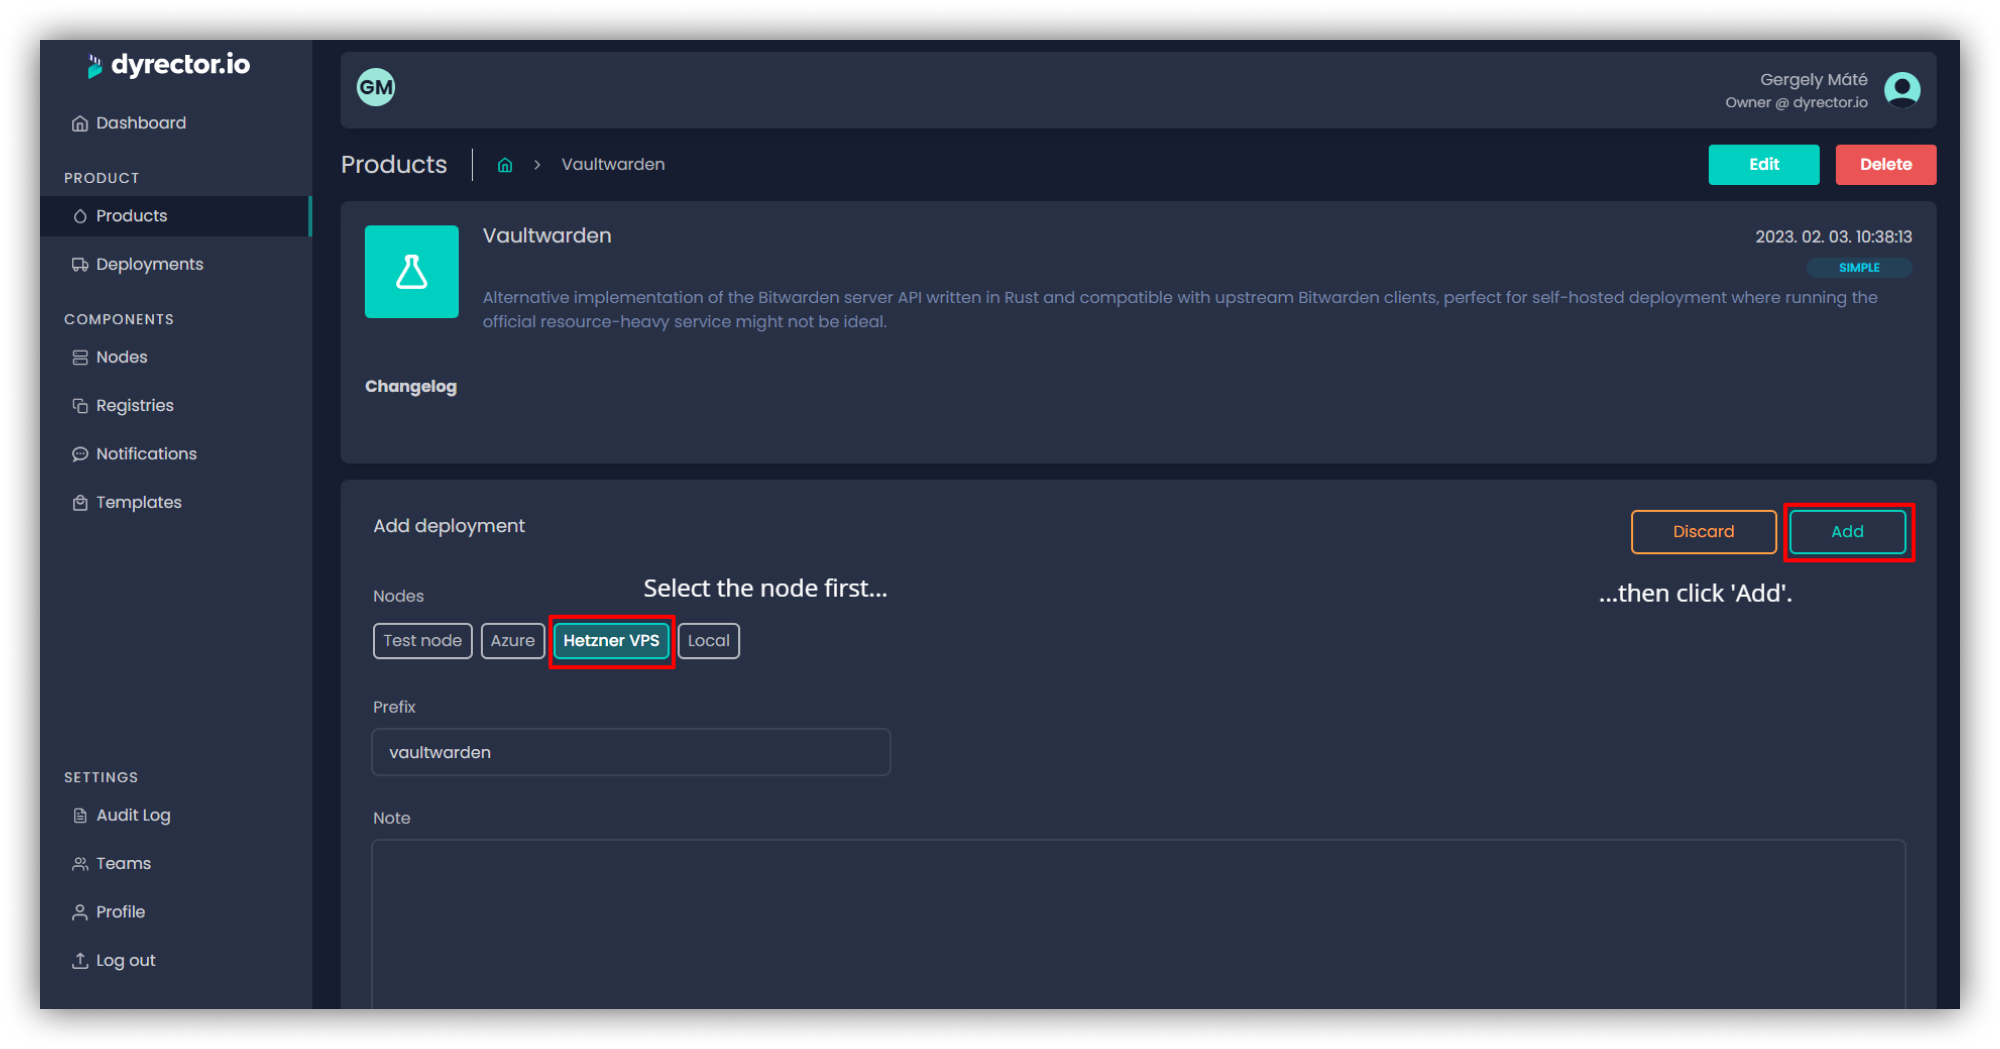 dyrector.io
Dashboard
PRODUCT
Products
Deployments
COMPONENTS
Nodes
Registries
Notifications
Templates
SETTINGS
Audit Log
Teams
Profile
Log out
GM
Gergely Máté
Owner @ dyrector.io
Products
Vaultwarden
Edit
Delete
Vaultwarden
2023. 02. 03. 10:38:13
SIMPLE
Alternative implementation of the Bitwarden server API written in Rust and compatible with upstream Bitwarden clients, perfect for self-hosted deployment where running the
official resource-heavy service might not be ideal.
Changelog
Add deployment
Discard
Add
Select the node first...
...then click 'Add'.
Nodes
Test node
Azure
Hetzner VPS
Local
Prefix
vaultwarden
Note